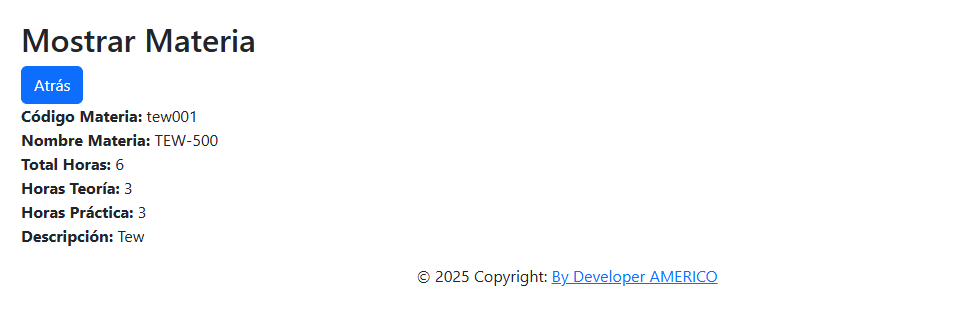 Mostrar Materia
Atrás
Código Materia: tew001
Nombre Materia: TEW-500
Total Horas: 6
Horas Teoría: 3
Horas Práctica: 3
Descripción: Tew
© 2025 Copyright: By Developer AMERICO